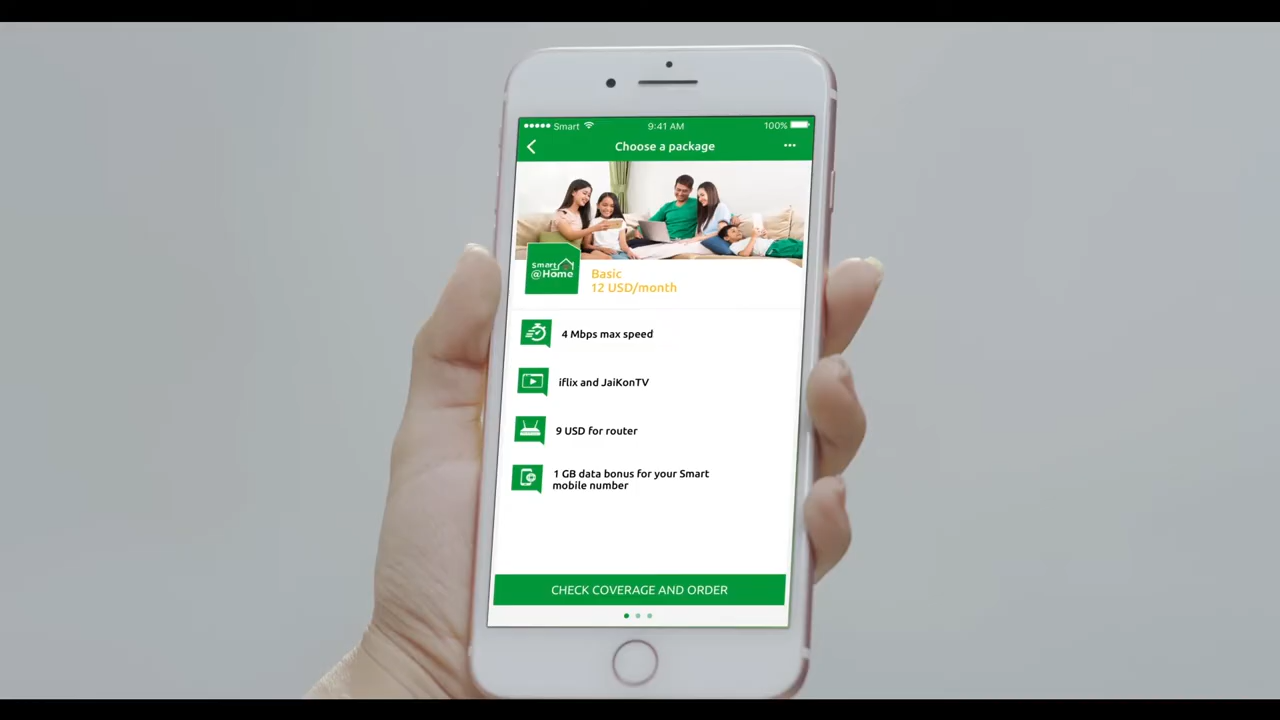 Smart
9:41 AM
100%
Choose a package
Smart
@Home
Basic
12 USD/month
4 Mbps max speed
iflix and JaiKonTV
9 USD for router
1 GB data bonus for your Smart
mobile number
CHECK COVERAGE AND ORDER